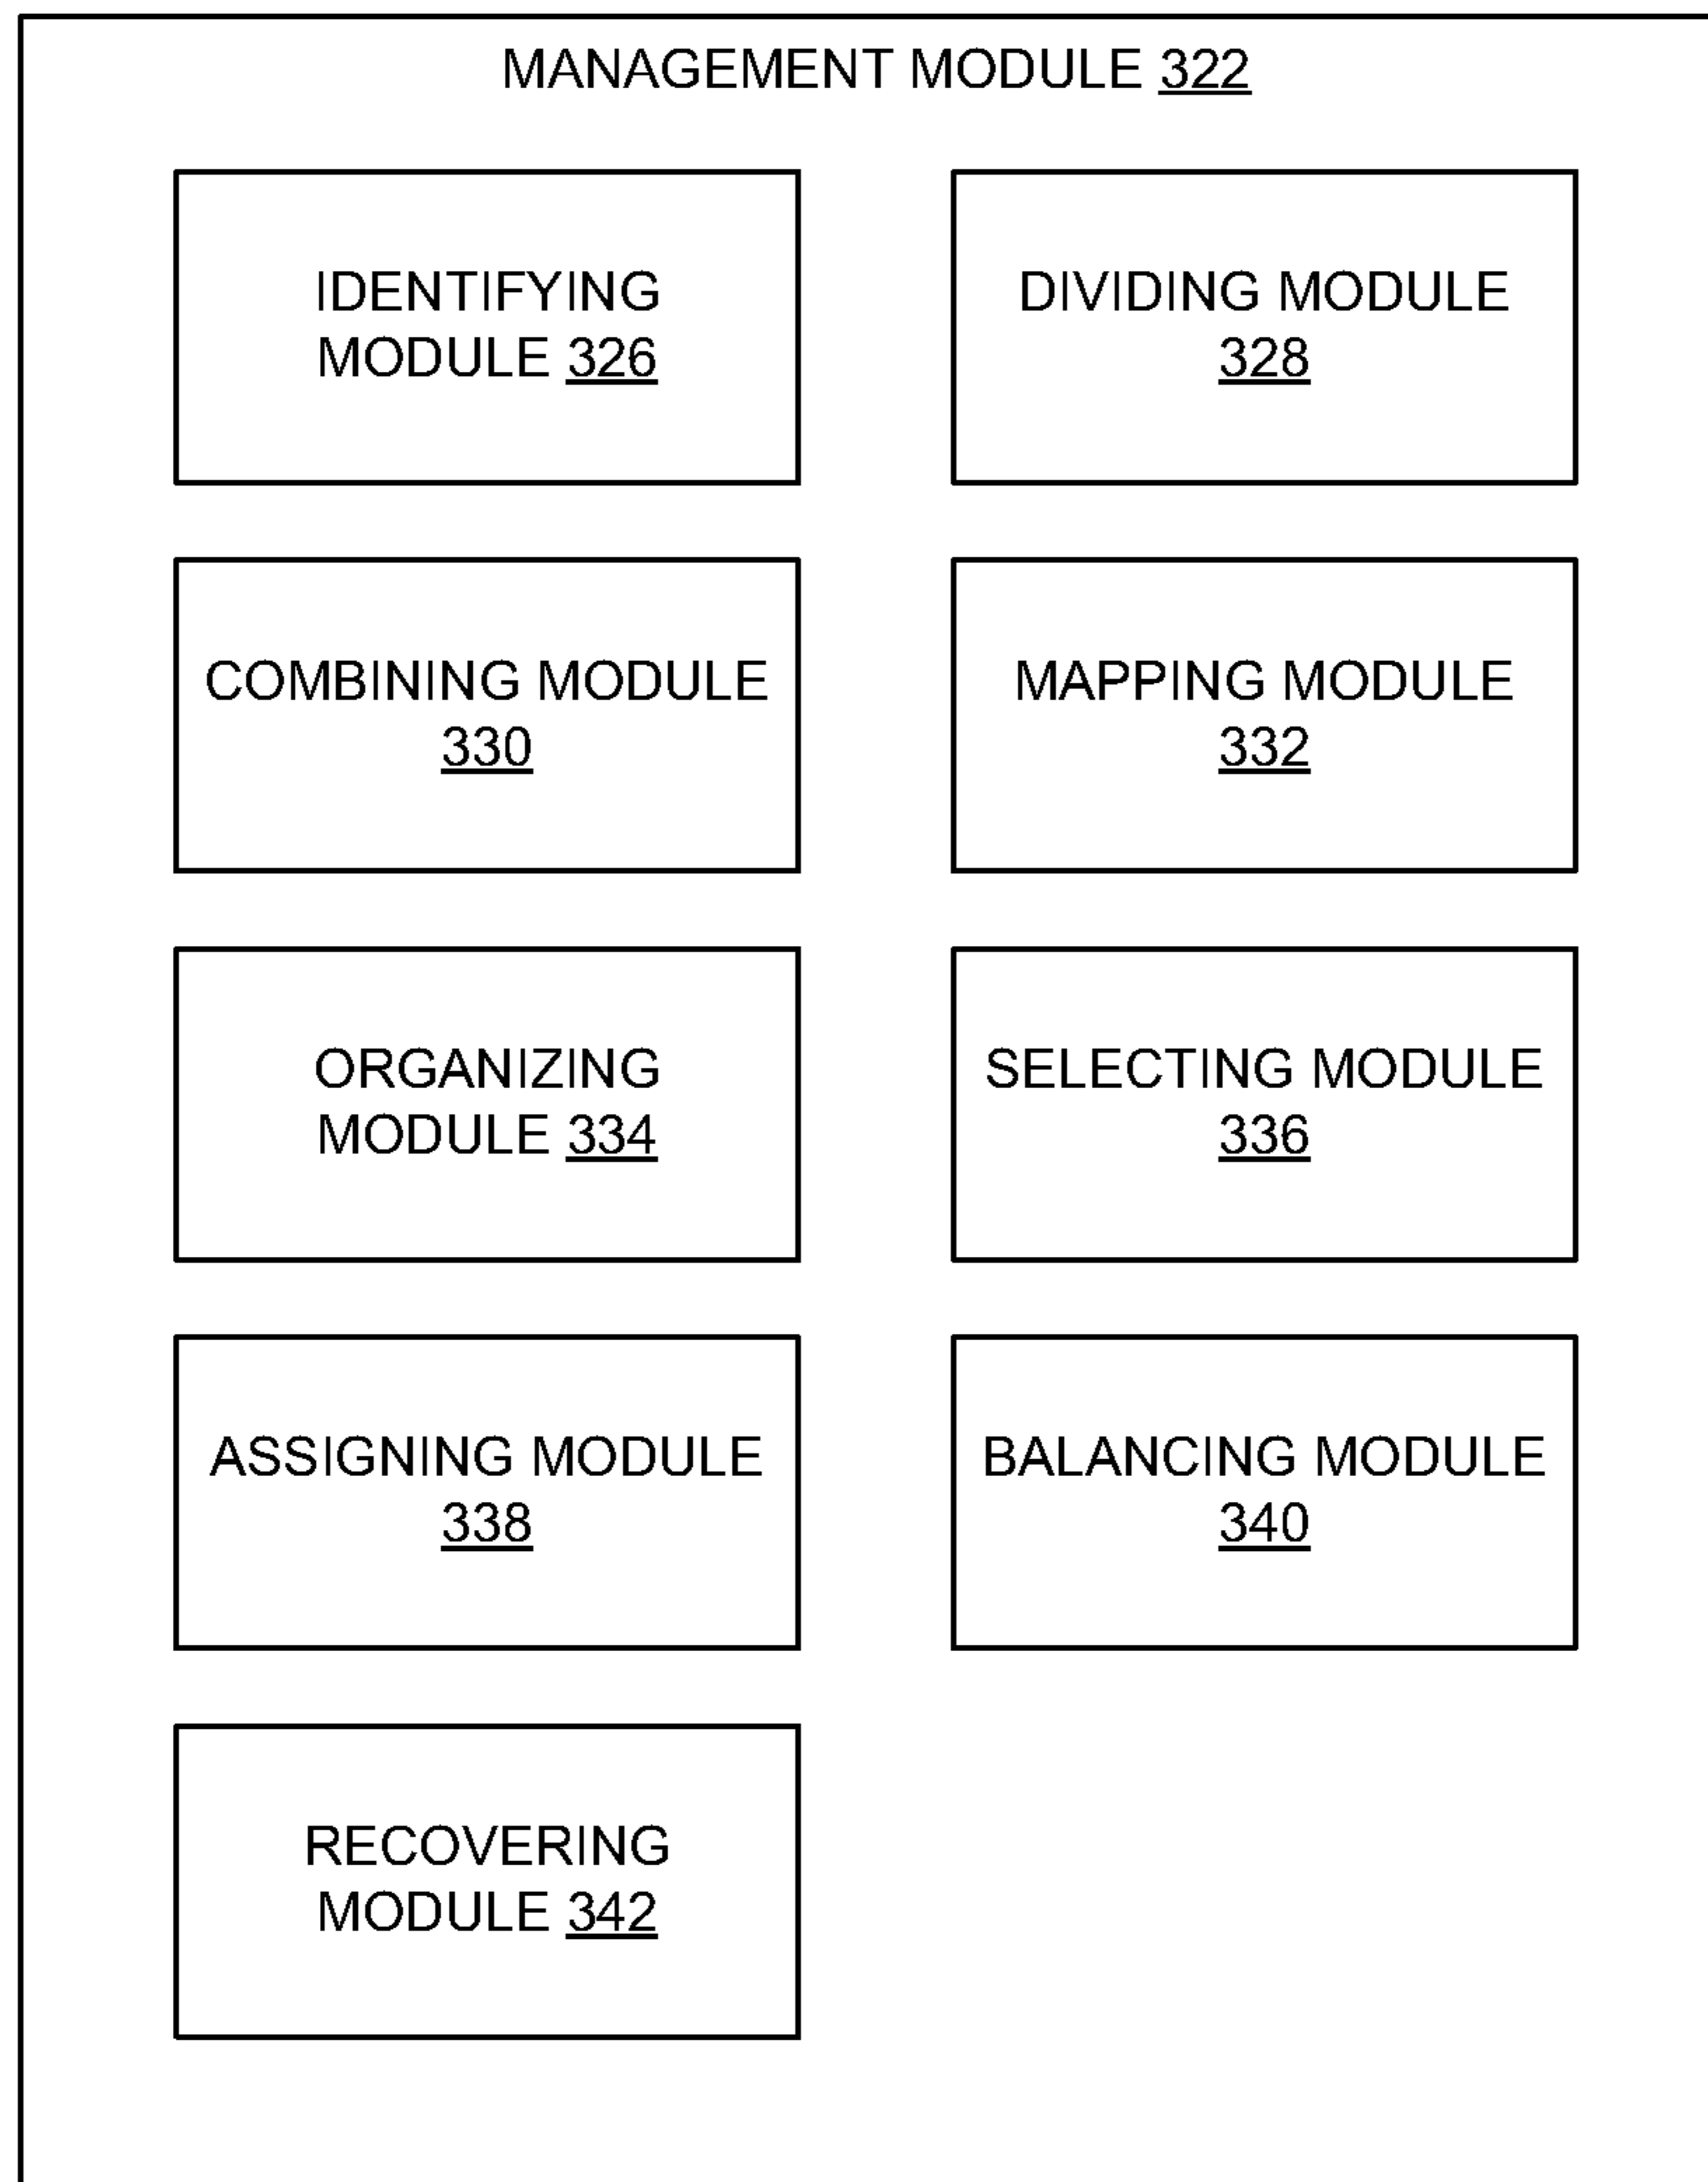 MANAGEMENT MODULE 322
IDENTIFYING
MODULE 326
DIVIDING MODULE
328
COMBINING MODULE
330
MAPPING MODULE
332
ORGANIZING
MODULE 334
SELECTING MODULE
336
ASSIGNING MODULE
338
BALANCING MODULE
340
RECOVERING
MODULE 342